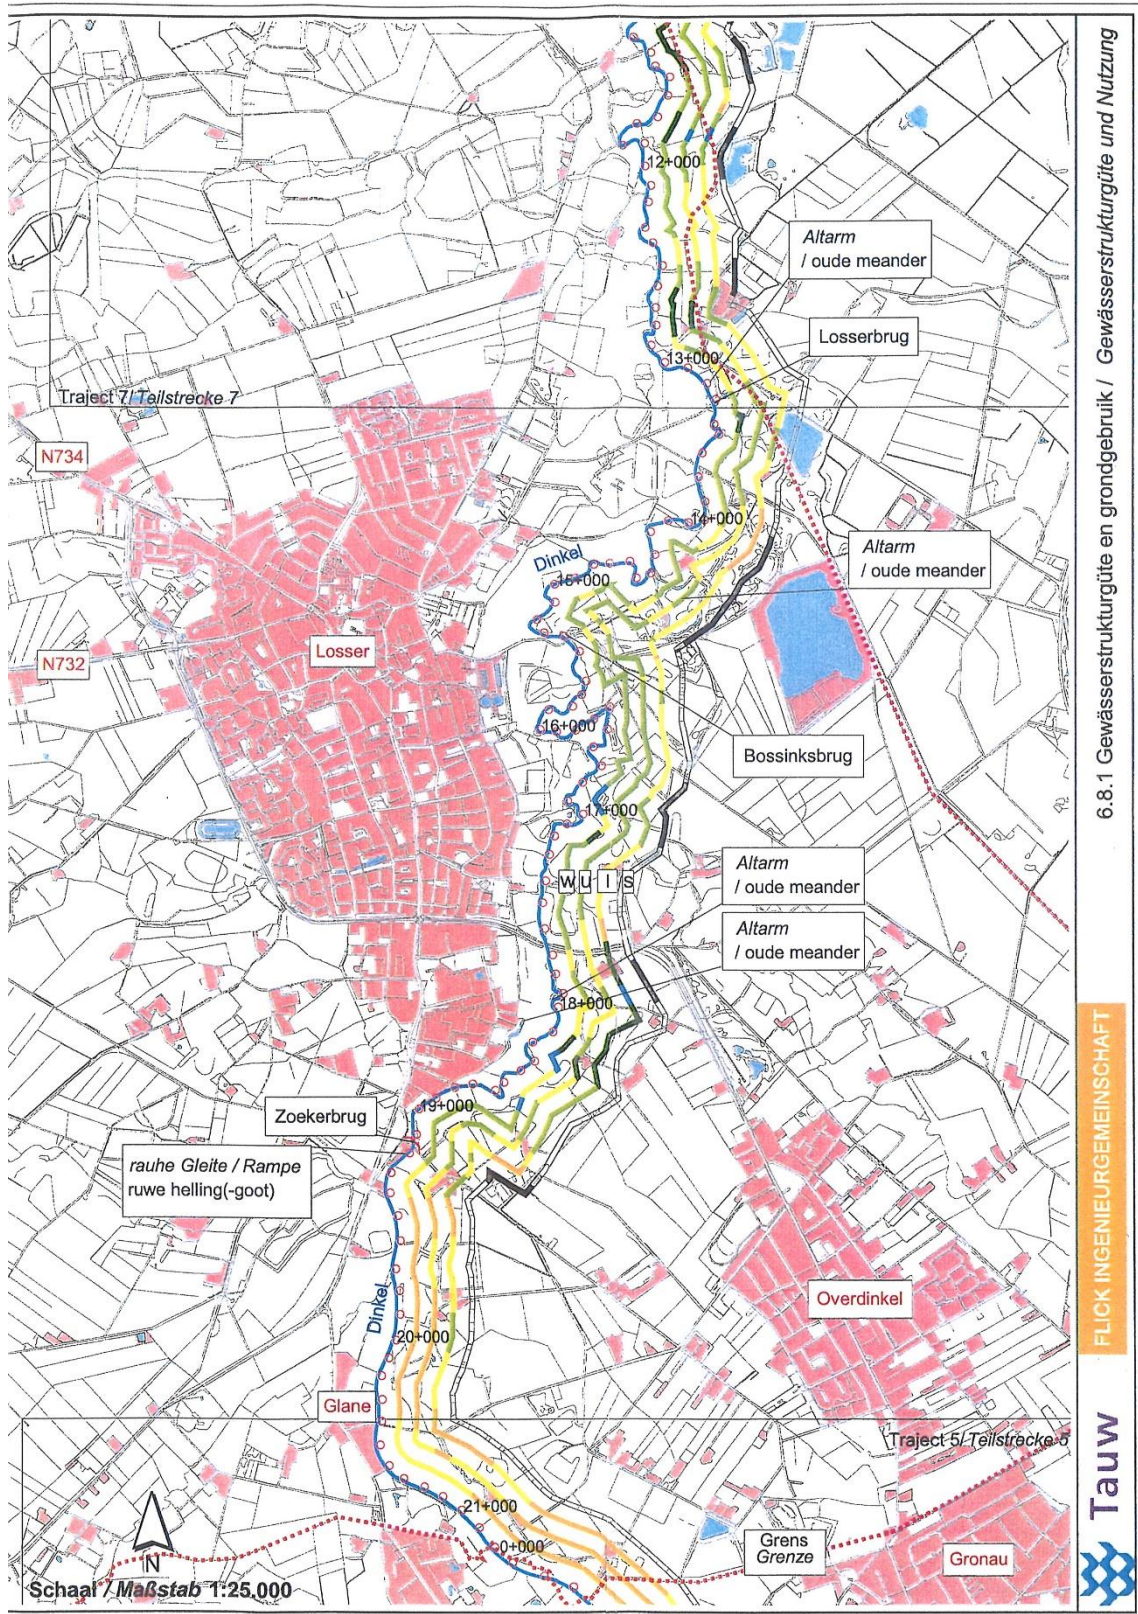 6.8.1 Gewässerstrukturgüte en grondgebruik / Gewässerstrukturgüte und Nutzung
12+000
Altarm
/ oude meander
Losserbrug
13+000
Traject 7/ Teilstrecke 7
N734
14+000
Altarm
/ oude meander
Dinkel
15+000
Losser
N732
16+000
Bossinksbrug
17+000
W U I S
Altarm
/ oude meander
Altarm
/ oude meander
18+000
19+000
Zoekerbrug
rauhe Gleite / Rampe
ruwe helling(-goot)
Dinkel
Overdinkel
20+000
Glane
Traject 5/ Teilstrecke 5
21+000
0+000
Grens
Grenze
Gronau
N
Schaal / Maßstab 1:25.000
FLICK INGENIEURGEMEINSCHAFT
Tauw